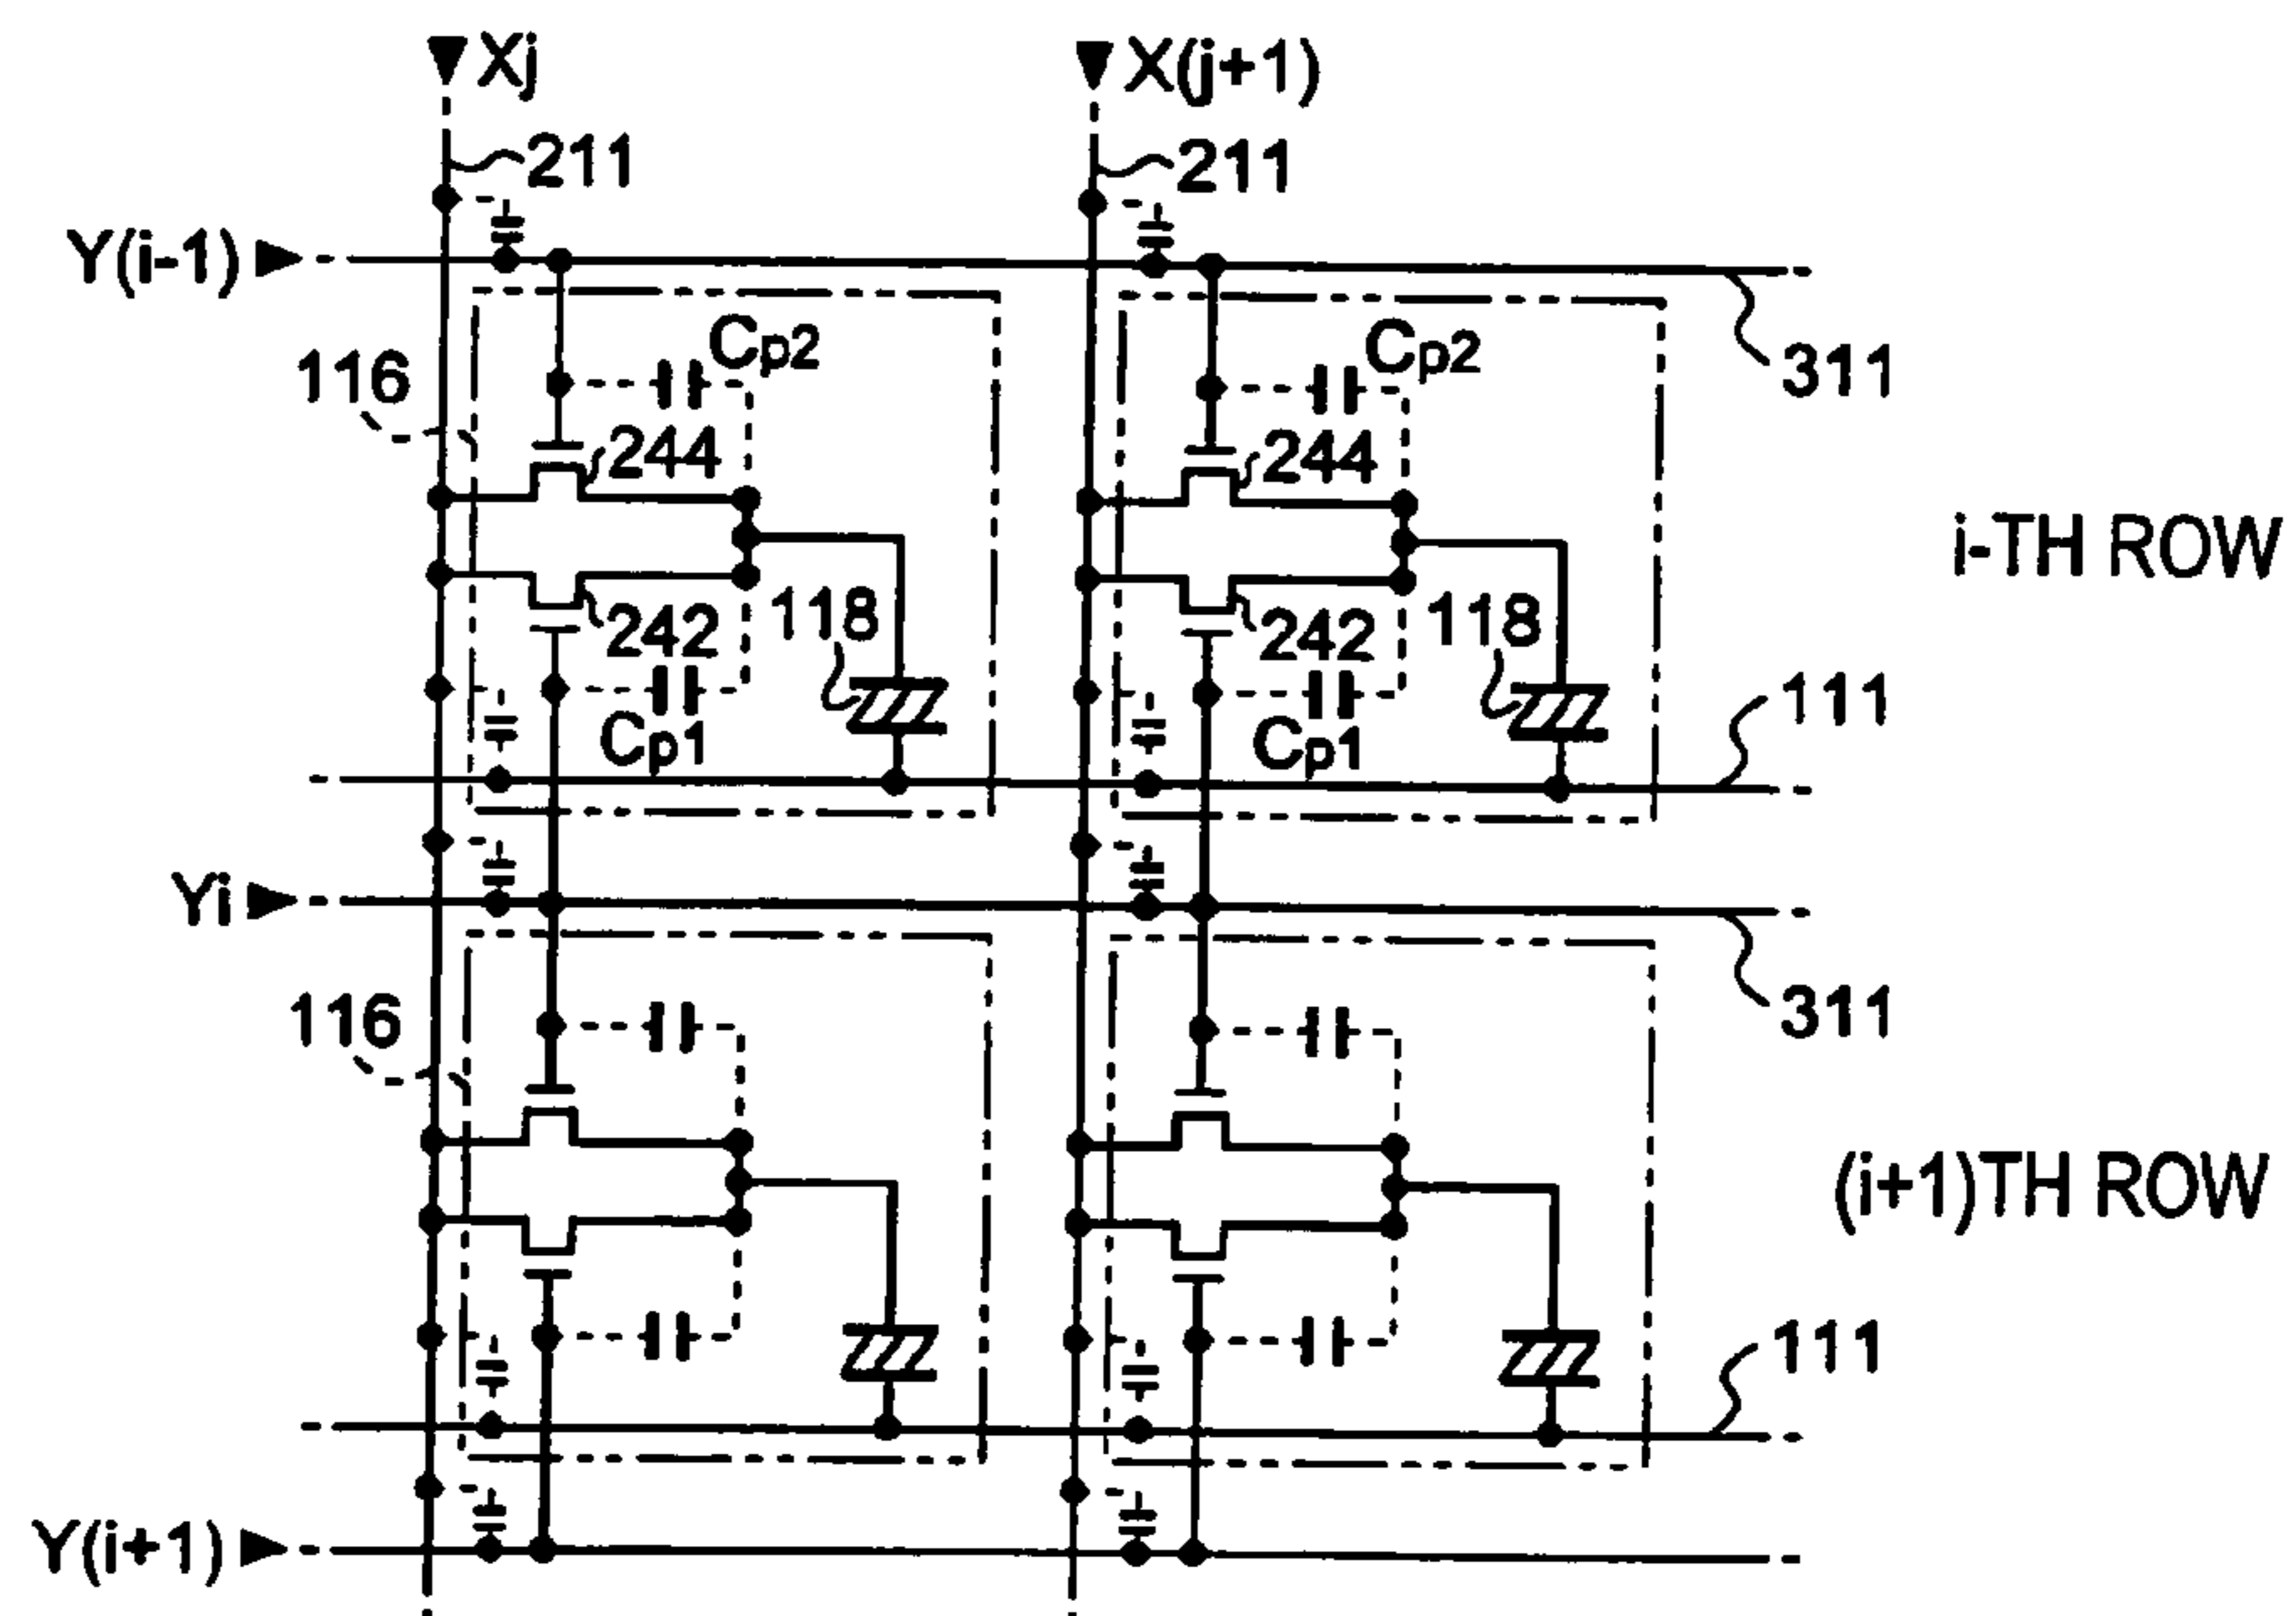 Xj
X(j+1)
211
211
Y(i-1)
Cp2
Cp2
311
116
244
244
i-TH ROW
242
118
242
118
111
Cp1
Cp1
Yi
116
311
(i+1)TH ROW
111
Y(i+1)